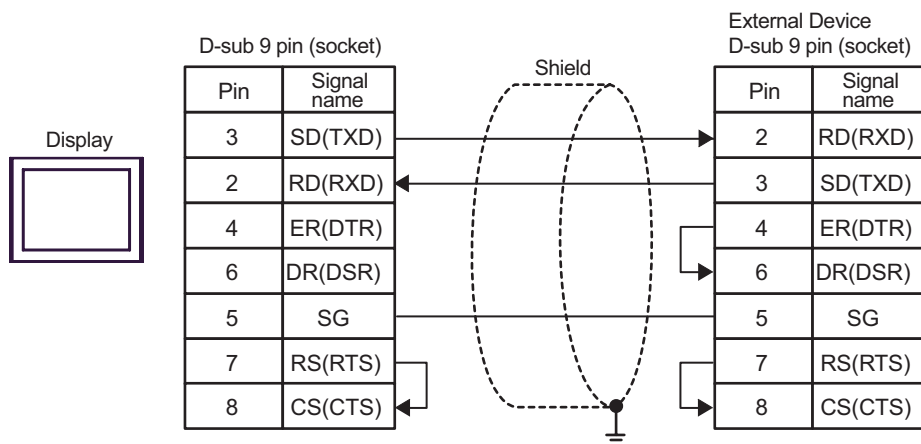 External Device
D-sub 9 pin (socket)
D-sub 9 pin (socket)
Shield
Display
Pin Signal name
3 SD(TXD)
2 RD(RXD)
4 ER(DTR)
6 DR(DSR)
5 SG
7 RS(RTS)
8 CS(CTS)
Pin Signal name
2 RD(RXD)
3 SD(TXD)
4 ER(DTR)
6 DR(DSR)
5 SG
7 RS(RTS)
8 CS(CTS)